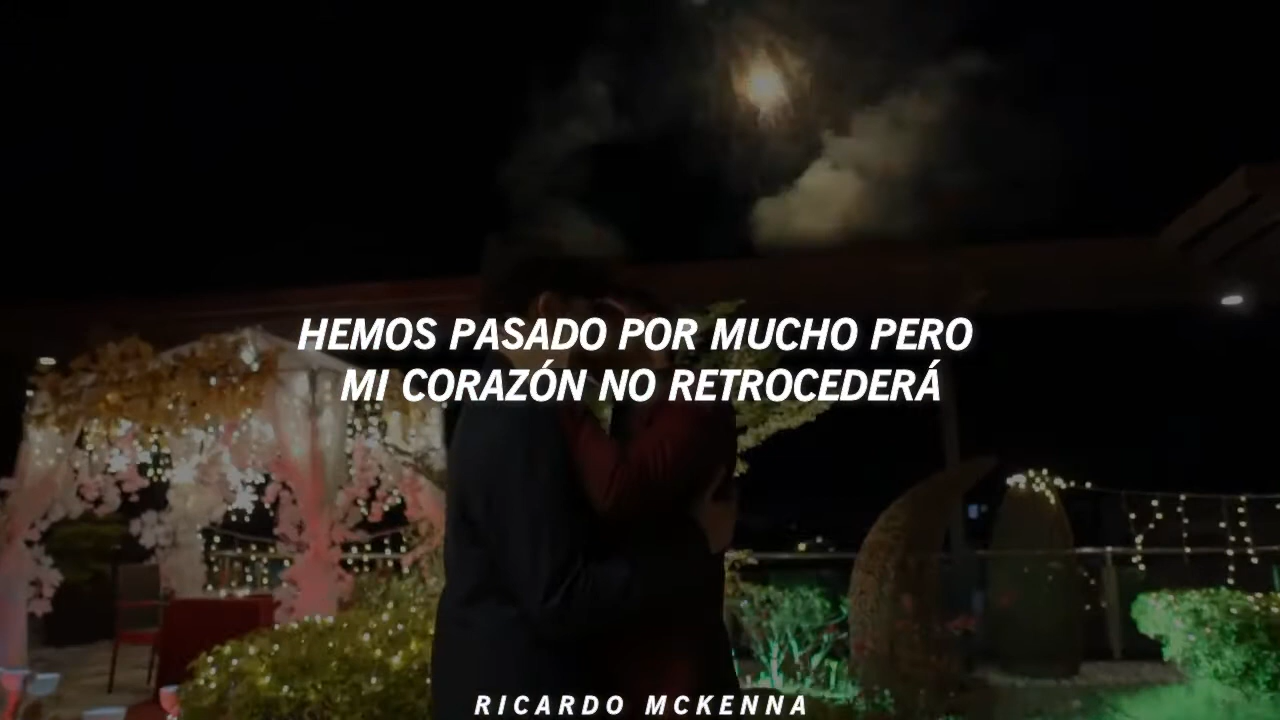 HEMOS PASADO POR MUCHO PERO
MI CORAZÓN NO RETROCEDERÁ
RICARDO MCKENNA